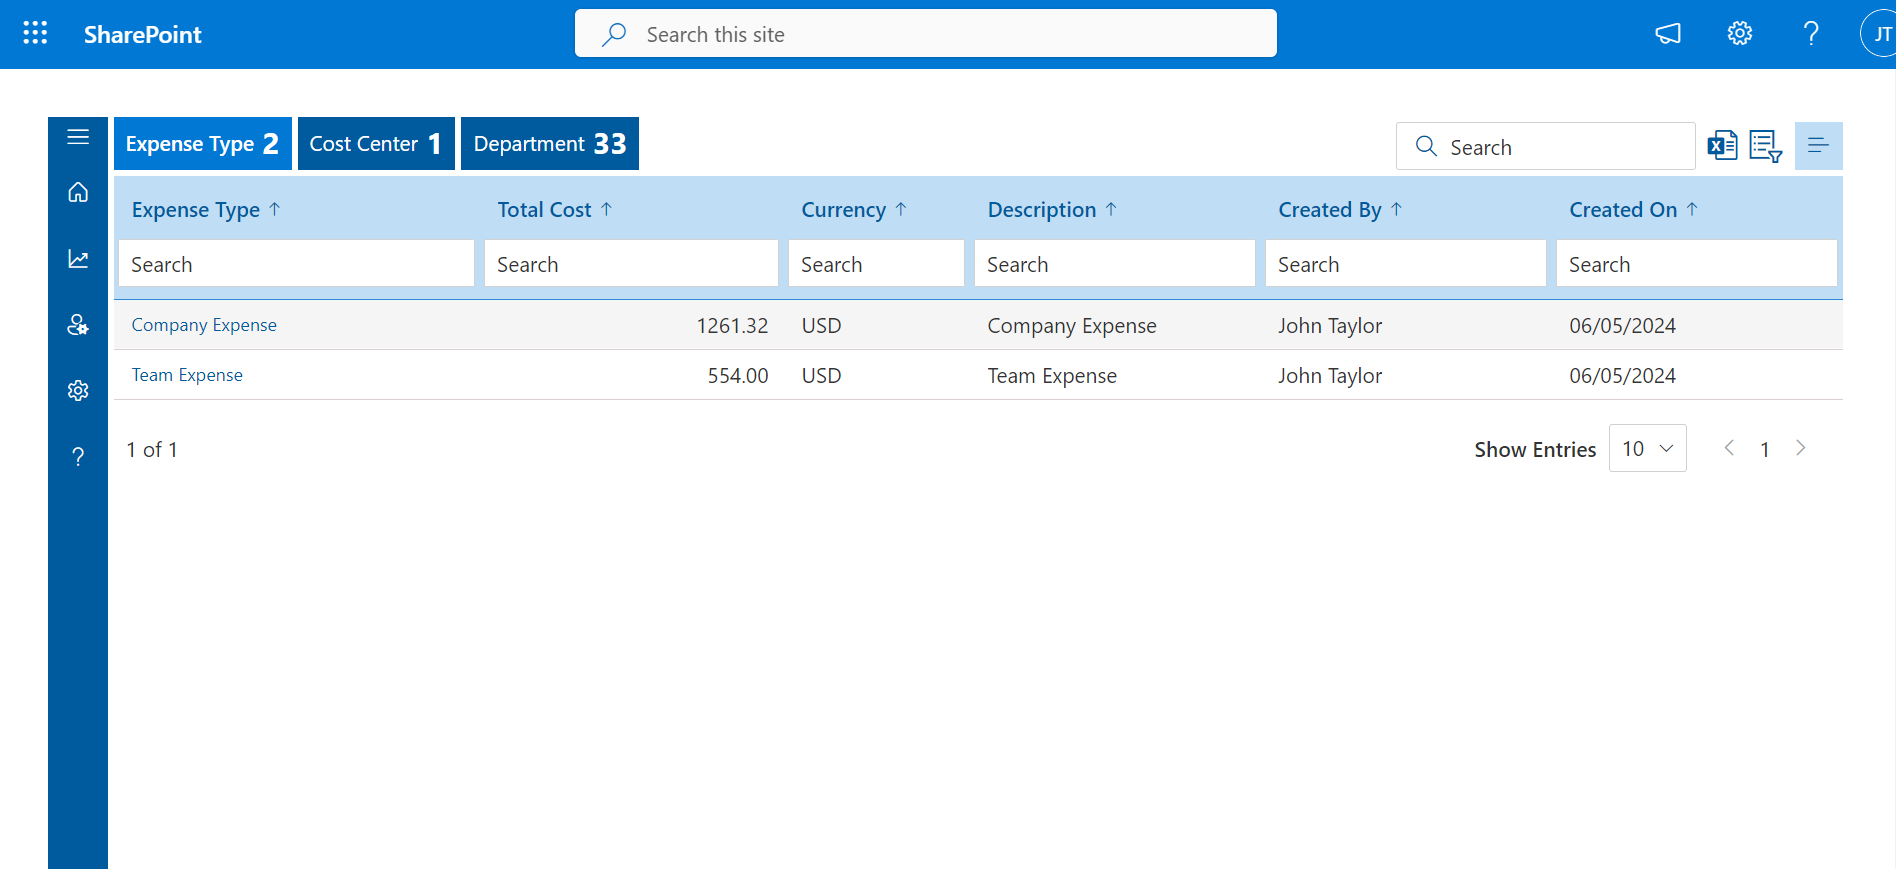 SharePoint
Search this site
JT
Expense Type 2
Cost Center 1
Department 33
Search
Expense Type ↑ Total Cost ↑ Currency ↑ Description ↑ Created By ↑ Created On ↑
Search Search Search Search Search Search
Company Expense 1261.32 USD Company Expense John Taylor 06/05/2024
Team Expense 554.00 USD Team Expense John Taylor 06/05/2024
1 of 1
Show Entries 10 1